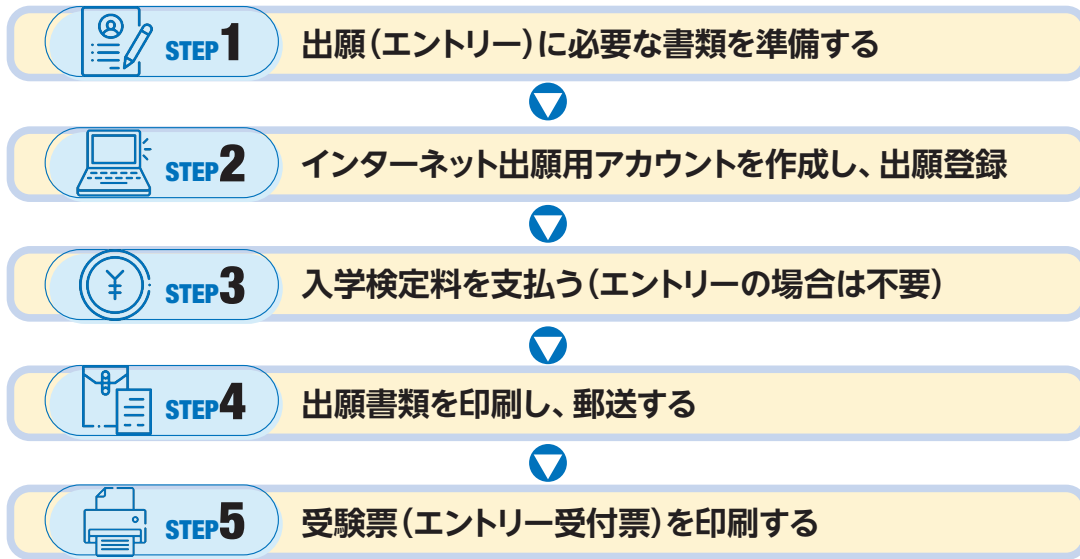 STEP1 出願(エントリー)に必要な書類を準備する
STEP2 インターネット出願用アカウントを作成し、出願登録
STEP3 入学検定料を支払う(エントリーの場合は不要)
STEP4 出願書類を印刷し、郵送する
STEP5 受験票(エントリー受付票)を印刷する